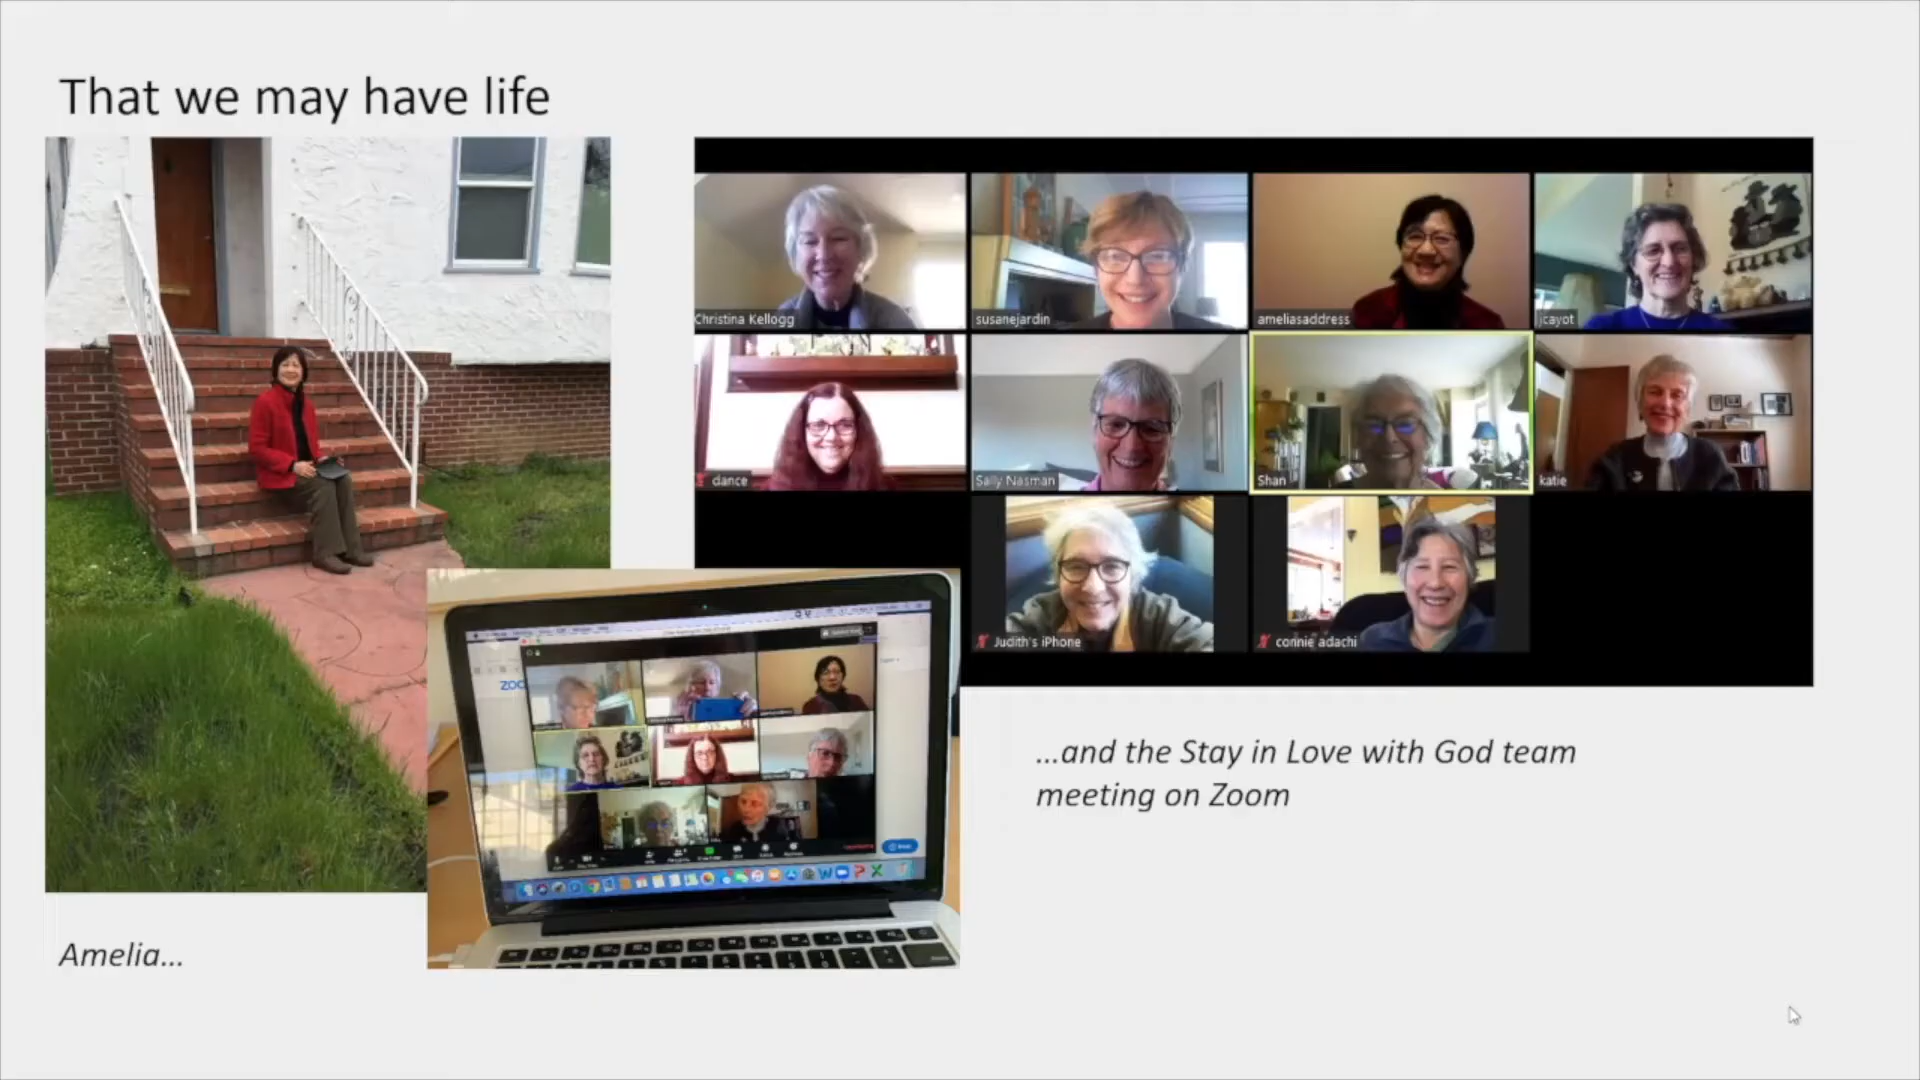 That we may have life
Christina Kellogg
susanejardin
ameliasaddress
jcayot
dance
Sally Nasman
Shan
katie
Judith's iPhone
connie adachi
zoo
...and the Stay in Love with God team
meeting on Zoom
Amelia...